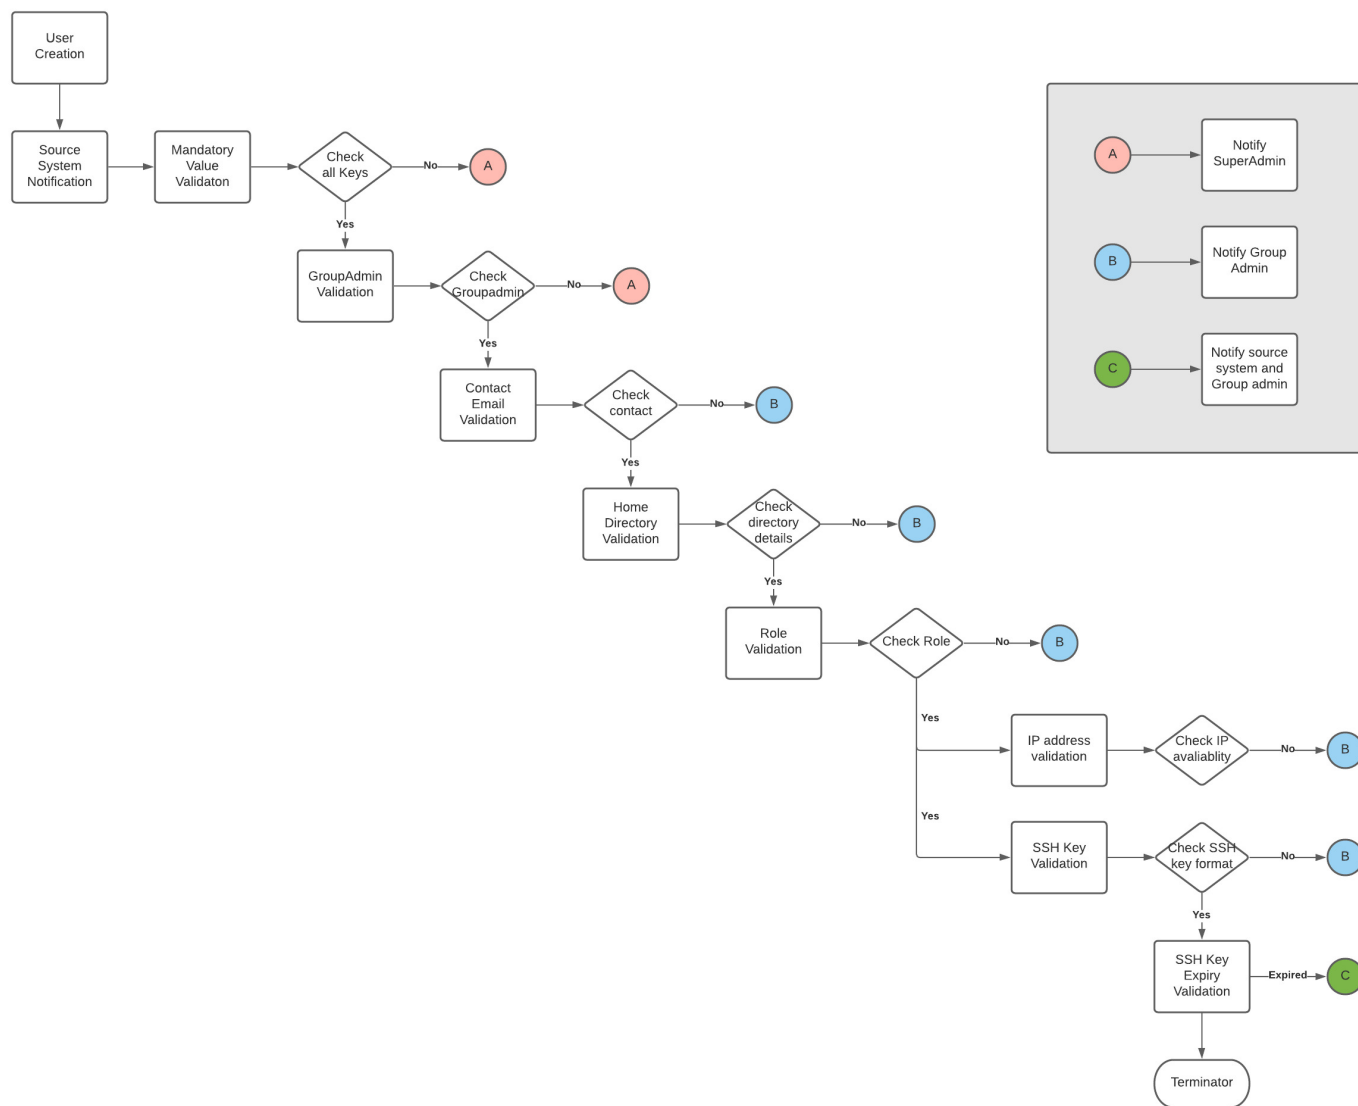 User
Creation
Source
System
Notification
Mandatory
Value
Validaton
Check
all Keys
No
A
Yes
GroupAdmin
Validation
Check
Groupadmin
No
A
Yes
Contact
Email
Validation
Check
contact
No
B
Yes
Home
Directory
Validation
Check
directory
details
No
B
Yes
Role
Validation
Check Role
No
B
Yes
IP address
validation
Check IP
avaliablity
No
B
Yes
SSH Key
Validation
Check SSH
key format
No
B
Yes
SSH Key
Expiry
Validation
Expired
C
Terminator
A
Notify
SuperAdmin
B
Notify Group
Admin
C
Notify source
system and
Group admin